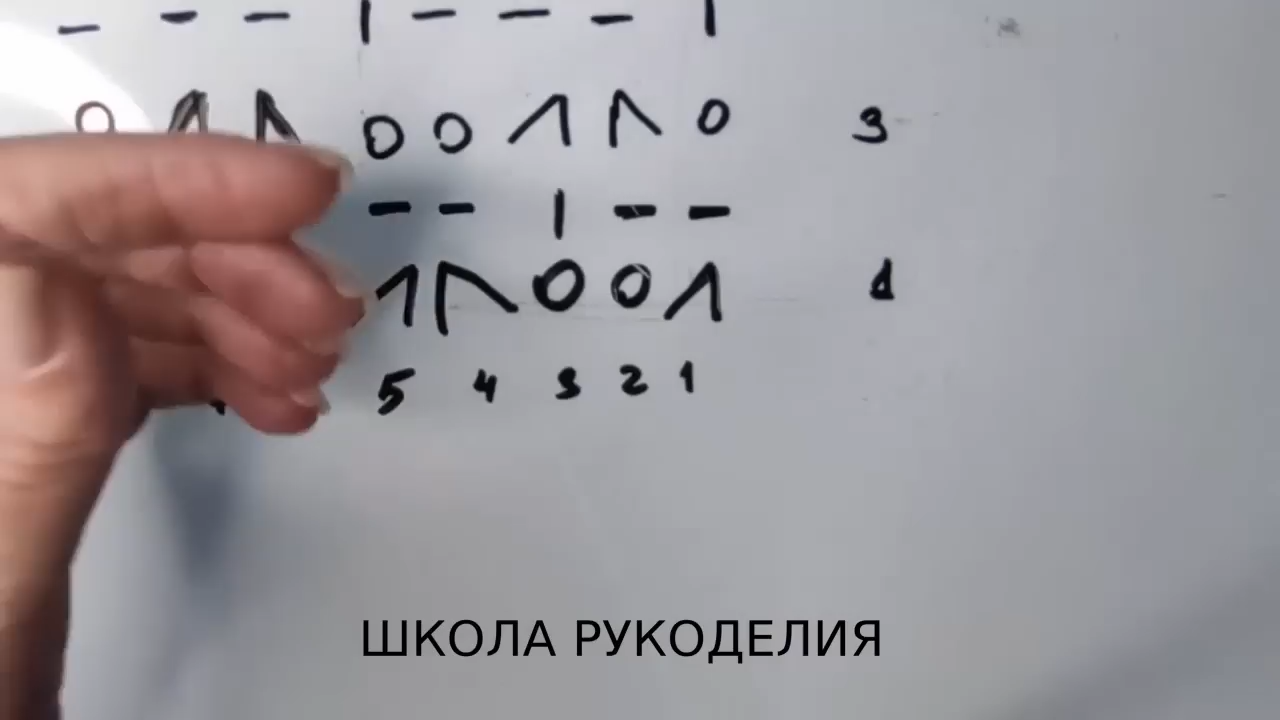 — — — | — — — |
O Λ Λ O O Λ Λ O 3
— — | — —
Λ Λ O O Λ 1
5 4 3 2 1
ШКОЛА РУКОДЕЛИЯ